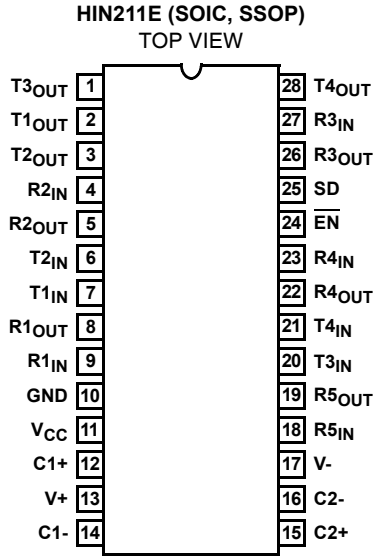 HIN211E (SOIC, SSOP)
TOP VIEW
T3OUT 1 28 T4OUT
T1OUT 2 27 R3IN
T2OUT 3 26 R3OUT
R2IN 4 25 SD
R2OUT 5 24 E̅N̅
T2IN 6 23 R4IN
T1IN 7 22 R4OUT
R1OUT 8 21 T4IN
R1IN 9 20 T3IN
GND 10 19 R5OUT
VCC 11 18 R5IN
C1+ 12 17 V-
V+ 13 16 C2-
C1- 14 15 C2+